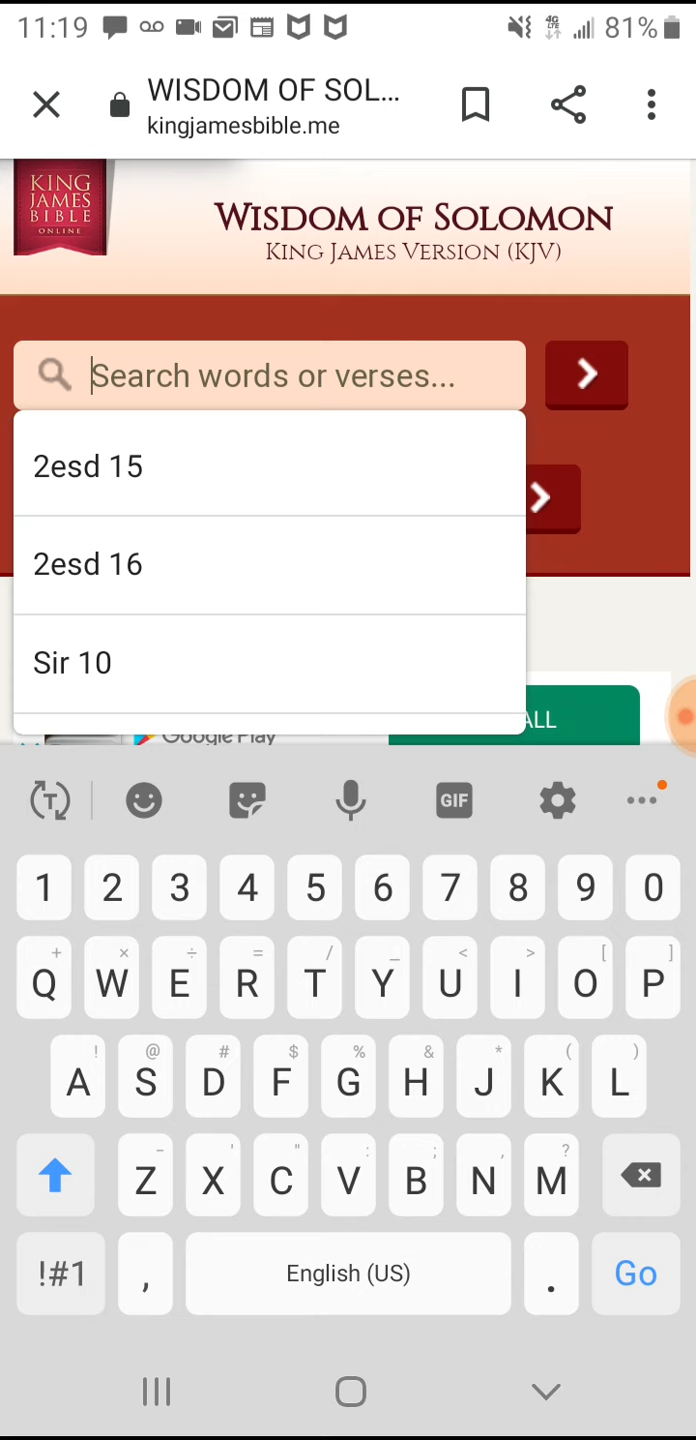 11:19 81%
4G
LTE
WISDOM OF SOL...
kingjamesbible.me
KING
JAMES
BIBLE
ONLINE
WISDOM OF SOLOMON
KING JAMES VERSION (KJV)
Search words or verses...
2esd 15
2esd 16
Sir 10
Google Play
ALL
T GIF ...
1 2 3 4 5 6 7 8 9 0
+ × ÷ = / _ < > [ ]
Q W E R T Y U I O P
! @ # $ % & * ( )
A S D F G H J K L
- ' " : ; , ?
Z X C V B N M
!#1 , English (US) . Go